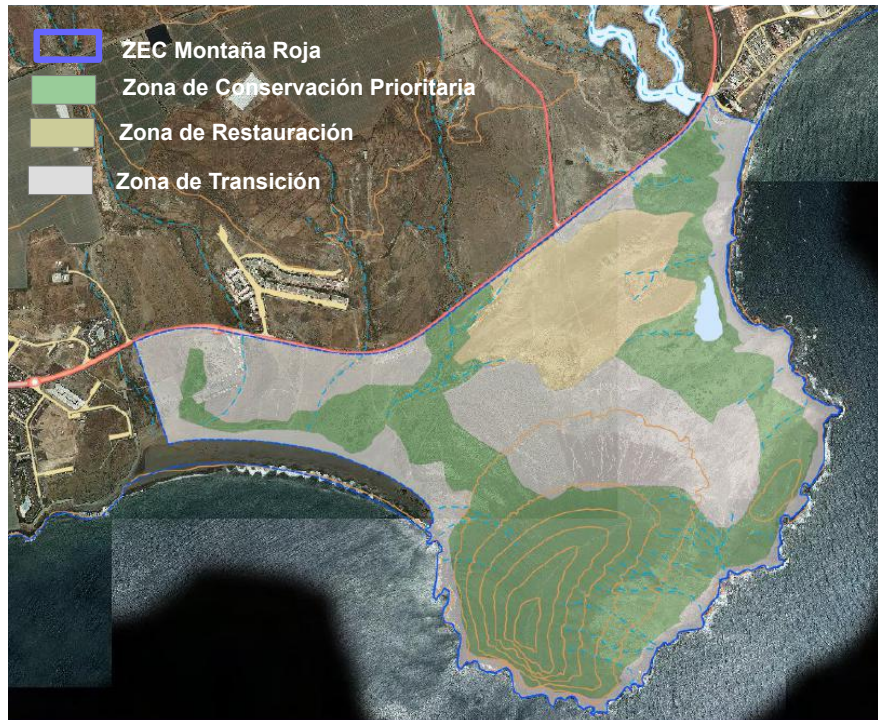 ZEC Montaña Roja
Zona de Conservación Prioritaria
Zona de Restauración
Zona de Transición